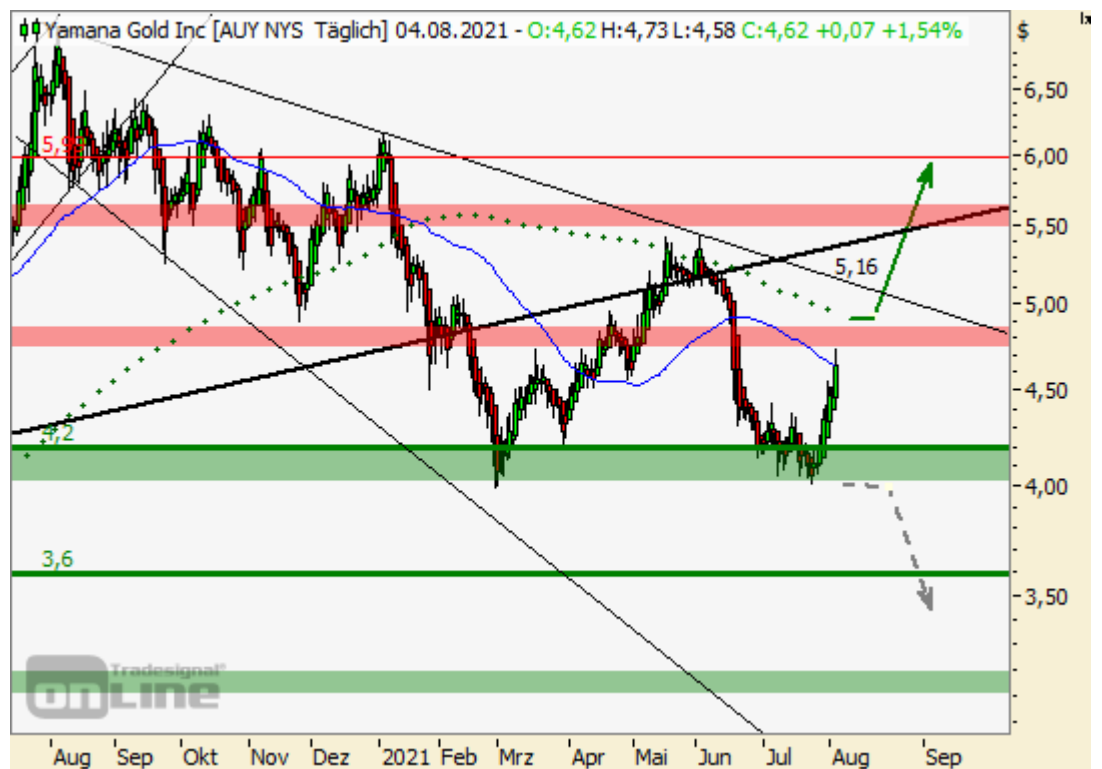 Yamana Gold Inc [AUY NYS Täglich] 04.08.2021 - O:4,62 H:4,73 L:4,58 C:4,62 +0,07 +1,54%
$
6,50
6,00
5,50
5,16
5,00
4,50
4,2
4,00
3,6
3,50
Tradesignal®
onLine
Aug Sep Okt Nov Dez 2021 Feb Mrz Apr Mai Jun Jul Aug Sep